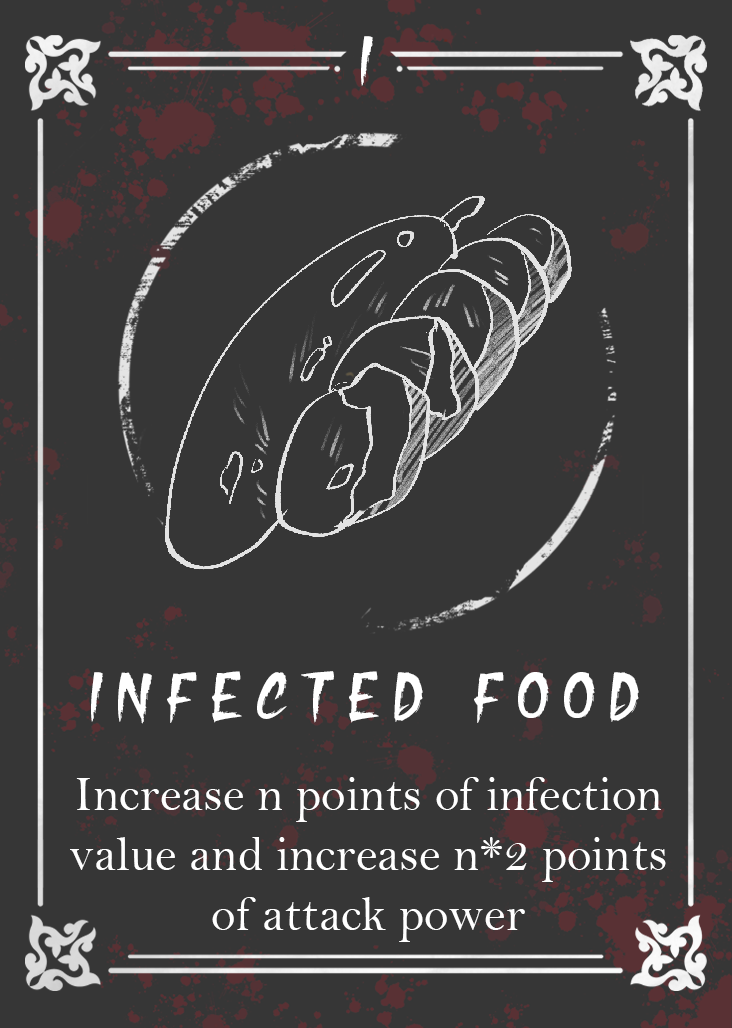 1
INFECTED FOOD
Increase n points of infection
value and increase n*2 points
of attack power